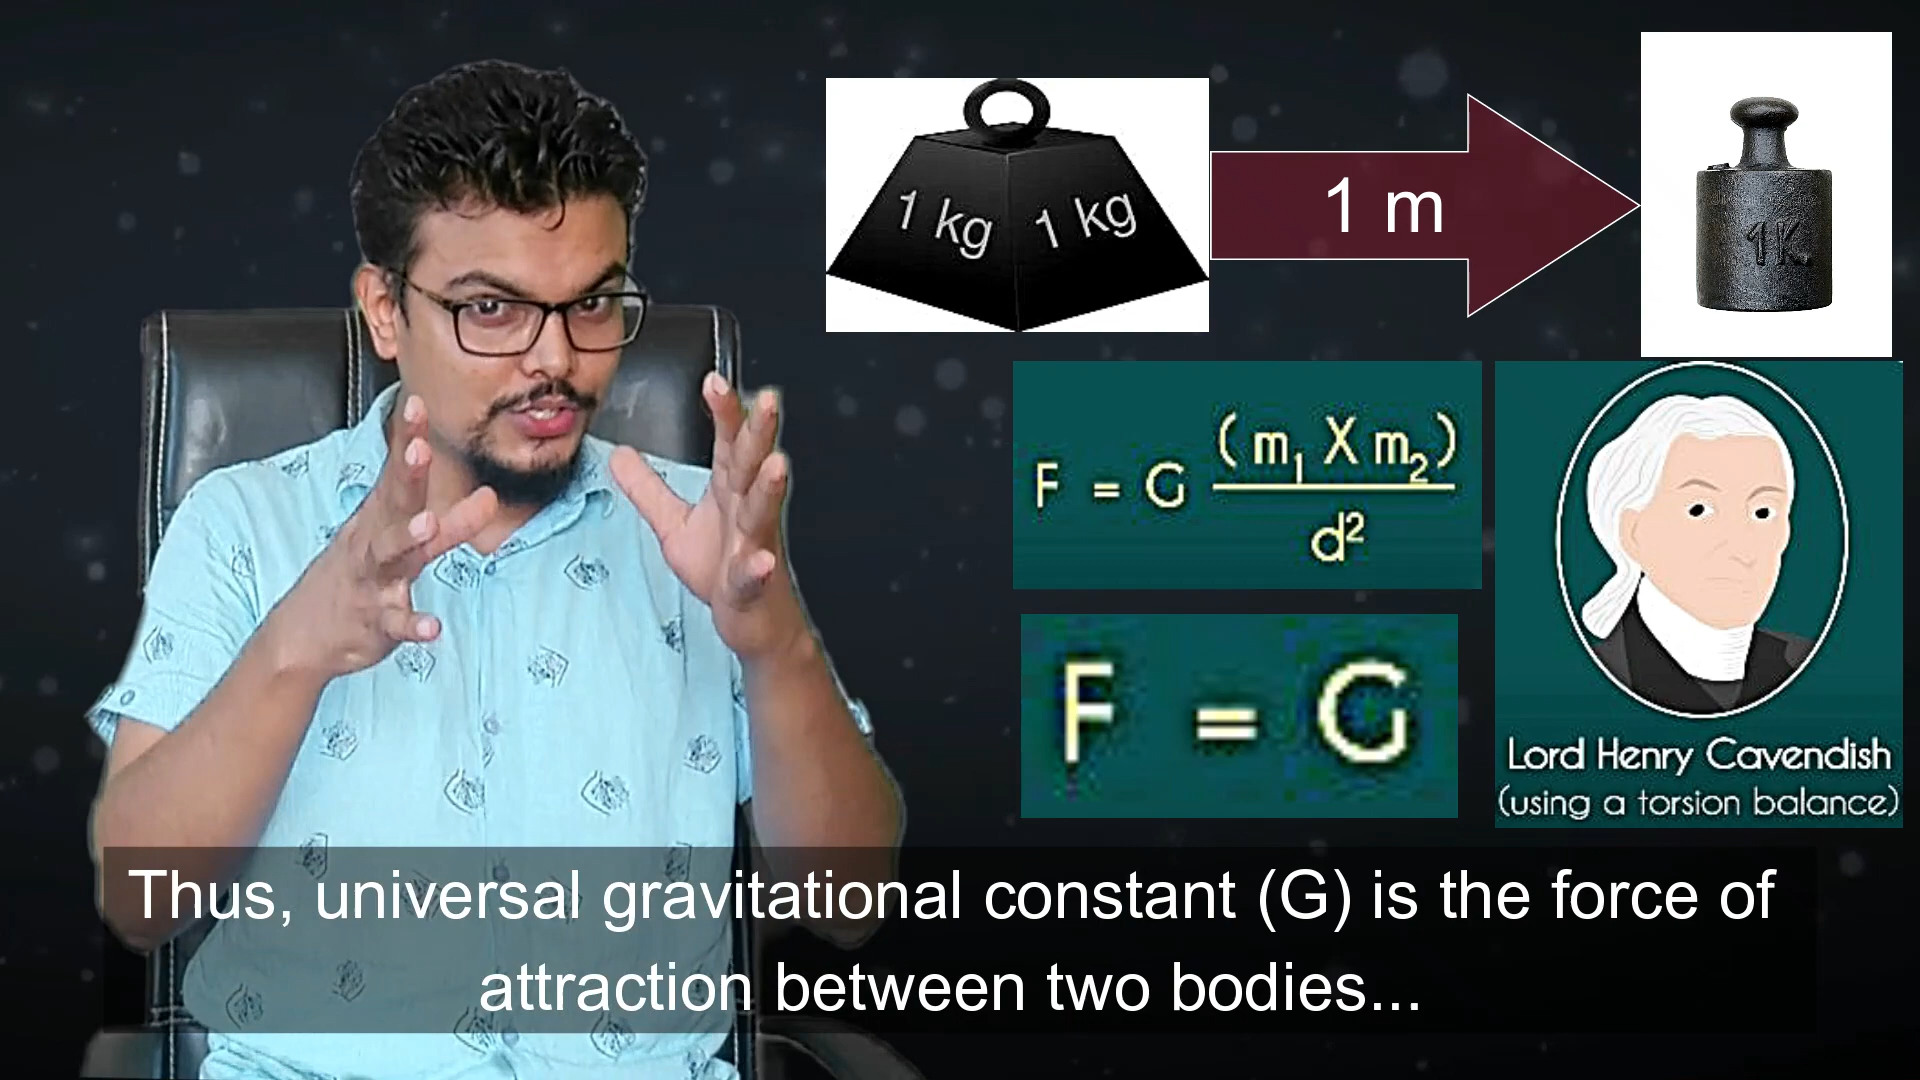 1 kg 1 kg
1 m
1K.
F = G (m₁ X m₂)
d²
F = G
Lord Henry Cavendish
(using a torsion balance)
Thus, universal gravitational constant (G) is the force of
attraction between two bodies...